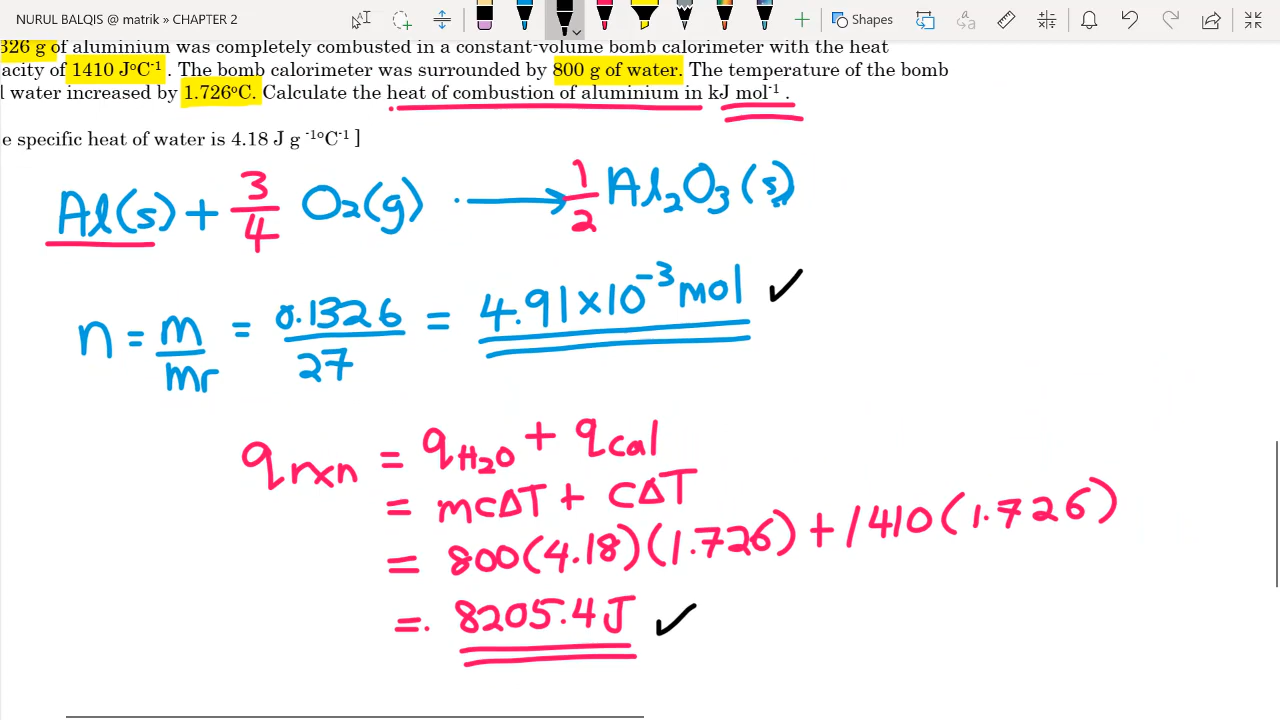 NURUL BALQIS @ matrik » CHAPTER 2
Shapes
326 g of aluminium was completely combusted in a constant-volume bomb calorimeter with the heat
acity of 1410 J°C⁻¹ . The bomb calorimeter was surrounded by 800 g of water. The temperature of the bomb
l water increased by 1.726°C. Calculate the heat of combustion of aluminium in kJ mol⁻¹ .
e specific heat of water is 4.18 J g ⁻¹°C⁻¹ ]
Al(s) + 3/4 O₂(g) → 1/2 Al₂O₃(s)
n = m/mr = 0.1326/27 = 4.91×10⁻³ mol ✓
qrxn = qH₂O + qcal
= mcΔT + CΔT
= 800(4.18)(1.726) + 1410(1.726)
=. 8205.4J ✓